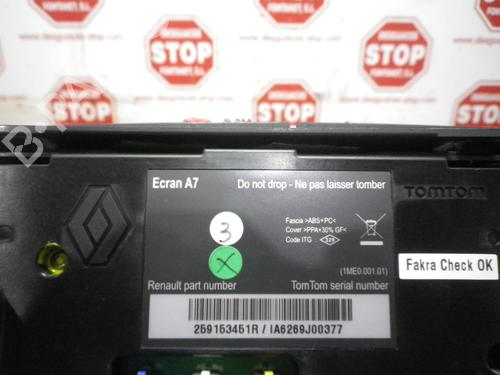 STOP
STOP
STOP
STOP
STOP
Ecran A7
Do not drop - Ne pas laisser tomber
TOMTOM
3
Fascia >ABS+PC<
Cover >PPA+30% GF<
Code ITG
X
(1ME0.001.01)
Fakra Check OK
Renault part number
TomTom serial number
259153451R / IA6269J00377